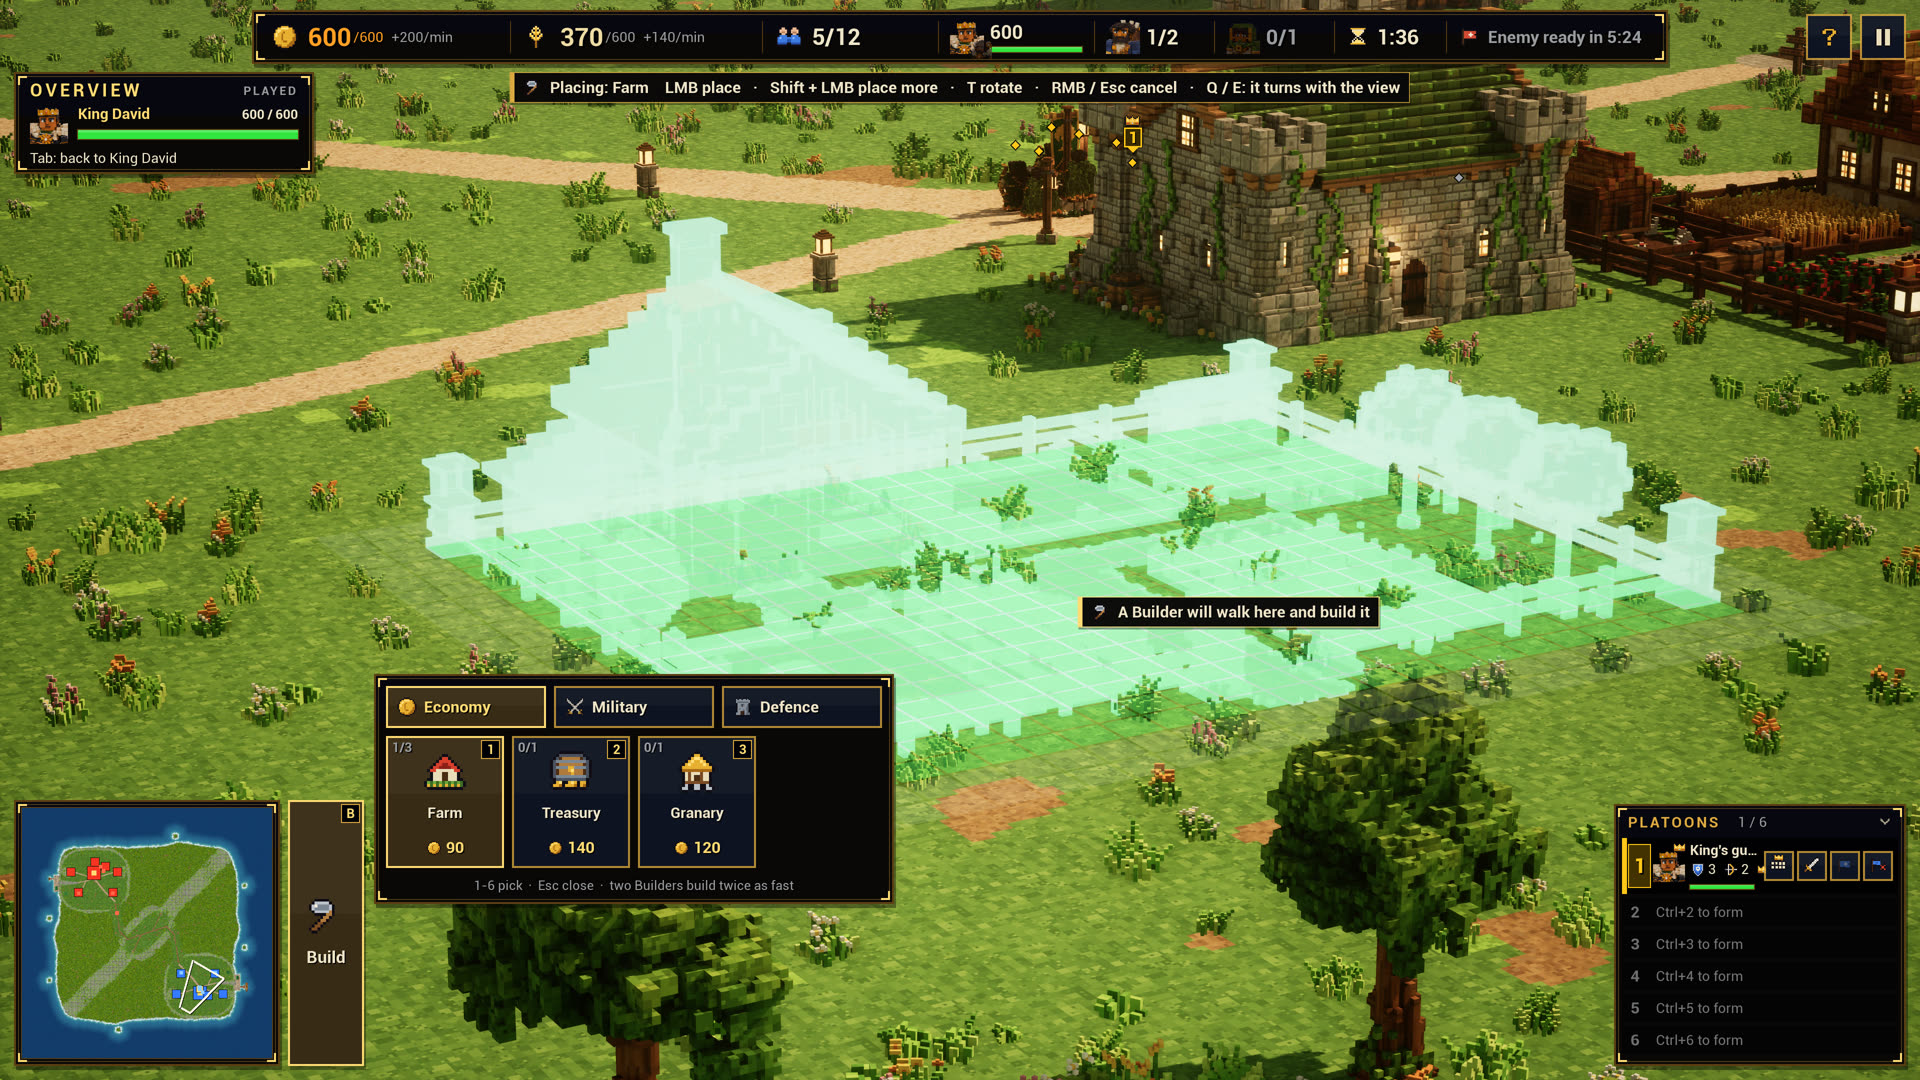 600/600 +200/min
370/600 +140/min
5/12
600
1/2
0/1
1:36
Enemy ready in 5:24
?
OVERVIEW PLAYED
King David 600 / 600
Tab: back to King David
Placing: Farm LMB place · Shift + LMB place more · T rotate · RMB / Esc cancel · Q / E: it turns with the view
1
A Builder will walk here and build it
Economy Military Defence
1/3 1 0/1 2 0/1 3
Farm Treasury Granary
90 140 120
1-6 pick · Esc close · two Builders build twice as fast
B
Build
PLATOONS 1 / 6
1 King's gu...
3 2
2 Ctrl+2 to form
3 Ctrl+3 to form
4 Ctrl+4 to form
5 Ctrl+5 to form
6 Ctrl+6 to form